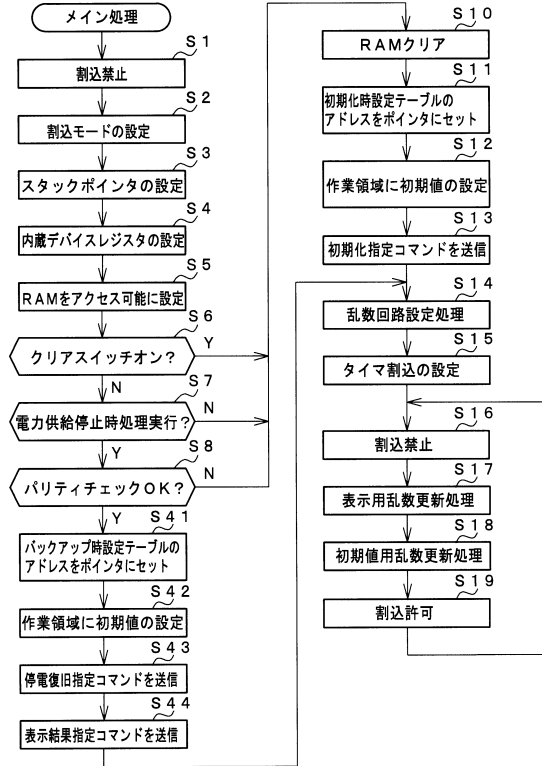 メイン処理
S1
割込禁止
S2
割込モードの設定
S3
スタックポインタの設定
S4
内蔵デバイスレジスタの設定
S5
RAMをアクセス可能に設定
S6
クリアスイッチオン?
Y
N
S7
電力供給停止時処理実行?
N
Y
S8
パリティチェックOK?
N
Y
S41
バックアップ時設定テーブルの
アドレスをポインタにセット
S42
作業領域に初期値の設定
S43
停電復旧指定コマンドを送信
S44
表示結果指定コマンドを送信
S10
RAMクリア
S11
初期化時設定テーブルの
アドレスをポインタにセット
S12
作業領域に初期値の設定
S13
初期化指定コマンドを送信
S14
乱数回路設定処理
S15
タイマ割込の設定
S16
割込禁止
S17
表示用乱数更新処理
S18
初期値用乱数更新処理
S19
割込許可